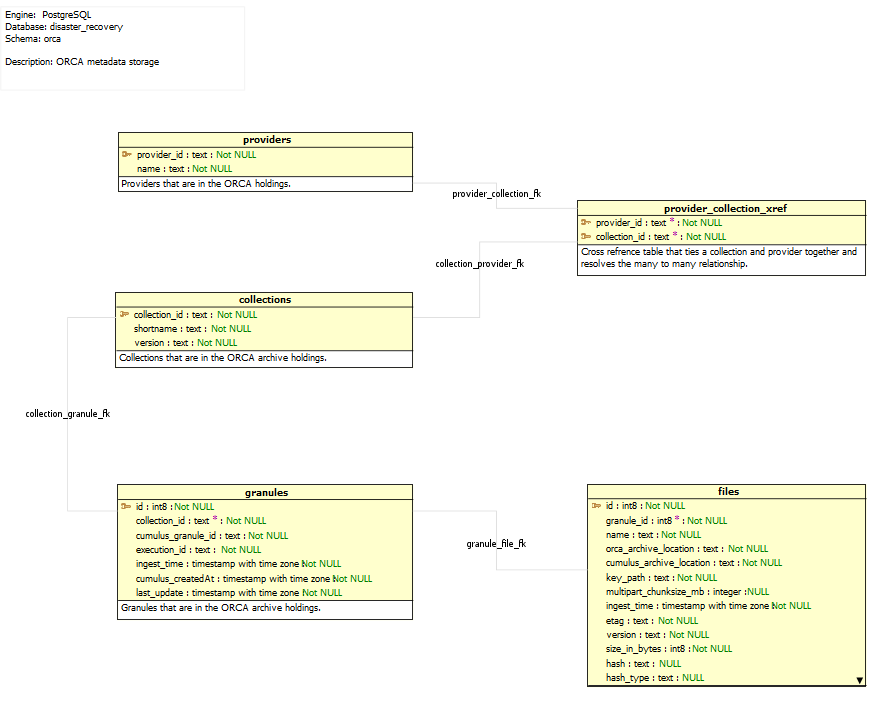 Engine:  PostgreSQL
Database: disaster_recovery
Schema: orca
Description: ORCA metadata storage
providers
provider_id : text : Not NULL
name : text : Not NULL
Providers that are in the ORCA holdings.
provider_collection_fk
provider_collection_xref
provider_id : text * : Not NULL
collection_id : text * : Not NULL
Cross refrence table that ties a collection and provider together and
resolves the many to many relationship.
collection_provider_fk
collections
collection_id : text : Not NULL
shortname : text : Not NULL
version : text : Not NULL
Collections that are in the ORCA archive holdings.
collection_granule_fk
granules
id : int8 : Not NULL
collection_id : text * : Not NULL
cumulus_granule_id : text : Not NULL
execution_id : text : Not NULL
ingest_time : timestamp with time zone : Not NULL
cumulus_createdAt : timestamp with time zone : Not NULL
last_update : timestamp with time zone : Not NULL
Granules that are in the ORCA archive holdings.
granule_file_fk
files
id : int8 : Not NULL
granule_id : int8 * : Not NULL
name : text : Not NULL
orca_archive_location : text : Not NULL
cumulus_archive_location : text : Not NULL
key_path : text : Not NULL
multipart_chunksize_mb : integer : NULL
ingest_time : timestamp with time zone : Not NULL
etag : text : Not NULL
version : text : Not NULL
size_in_bytes : int8 : Not NULL
hash : text : NULL
hash_type : text : NULL